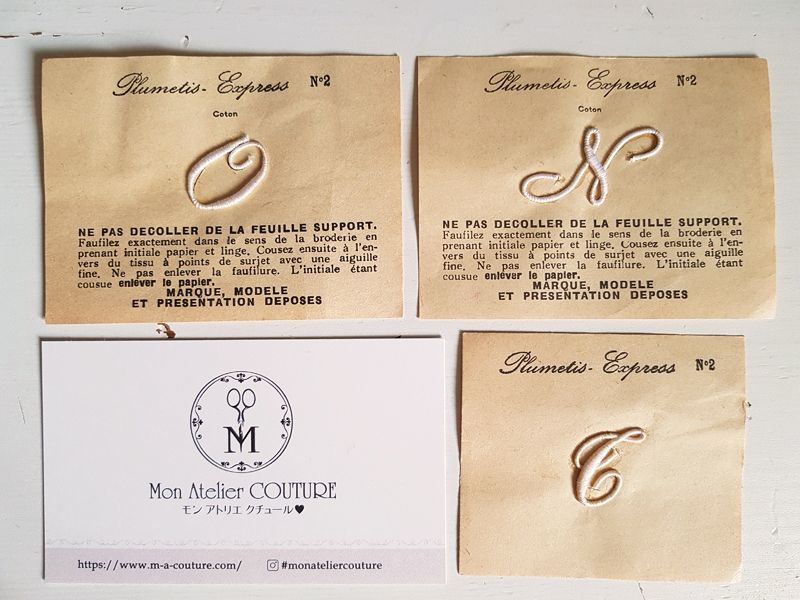 Plumetis-Express N°2
Coton
O
NE PAS DECOLLER DE LA FEUILLE SUPPORT.
Faufilez exactement dans le sens de la broderie en
prenant initiale papier et linge. Cousez ensuite à l'en-
vers du tissu à points de surjet avec une aiguille
fine. Ne pas enlever la faufilure. L'initiale étant
cousue enlever le papier.
MARQUE, MODELE
ET PRESENTATION DEPOSES
Plumetis-Express N°2
Coton
N
NE PAS DECOLLER DE LA FEUILLE SUPPORT.
Faufilez exactement dans le sens de la broderie en
prenant initiale papier et linge. Cousez ensuite à l'en-
vers du tissu à points de surjet avec une aiguille
fine. Ne pas enlever la faufilure. L'initiale étant
cousue enlever le papier.
MARQUE, MODELE
ET PRESENTATION DEPOSES
M
Mon Atelier COUTURE
モン アトリエ クチュール♥
https://www.m-a-couture.com/ #monateliercouture
Plumetis-Express N°2